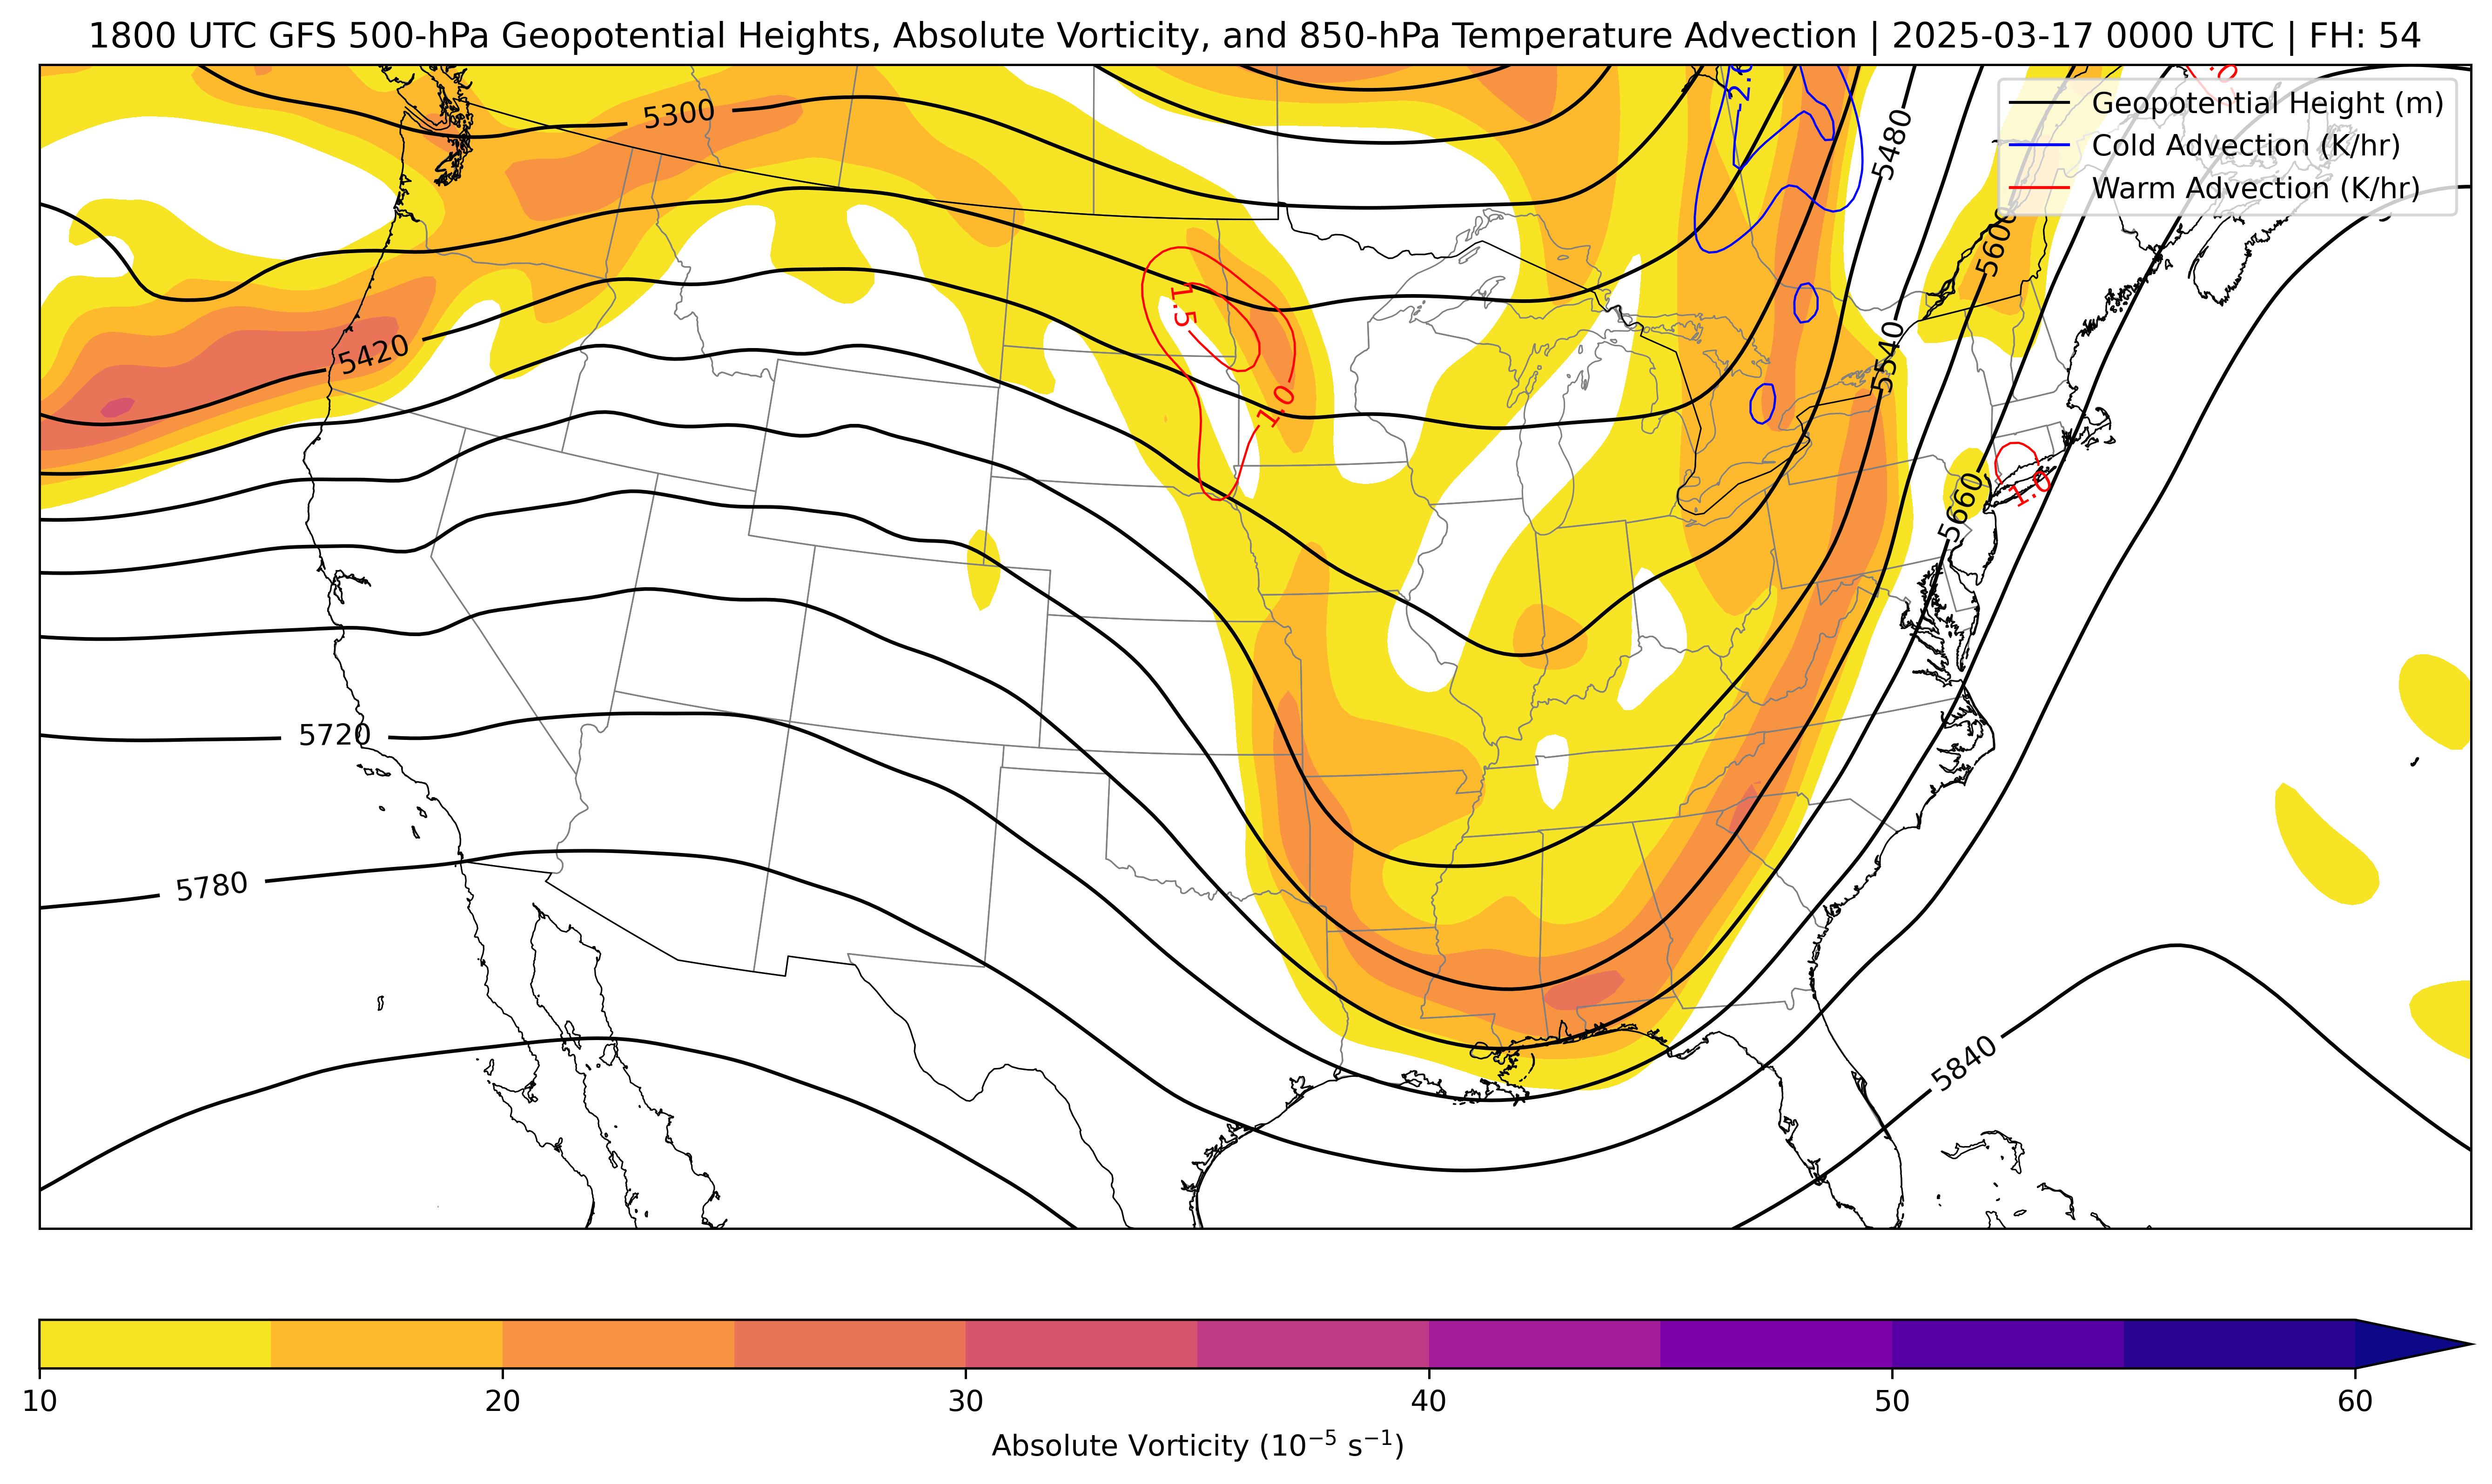 1800 UTC GFS 500-hPa Geopotential Heights, Absolute Vorticity, and 850-hPa Temperature Advection | 2025-03-17 0000 UTC | FH: 54
Geopotential Height (m)
Cold Advection (K/hr)
Warm Advection (K/hr)
5300
5480
5600
5420
1.5
1.0
5540
5660
1.0
5720
5780
5840
10 20 30 40 50 60
Absolute Vorticity (10⁻⁵ s⁻¹)